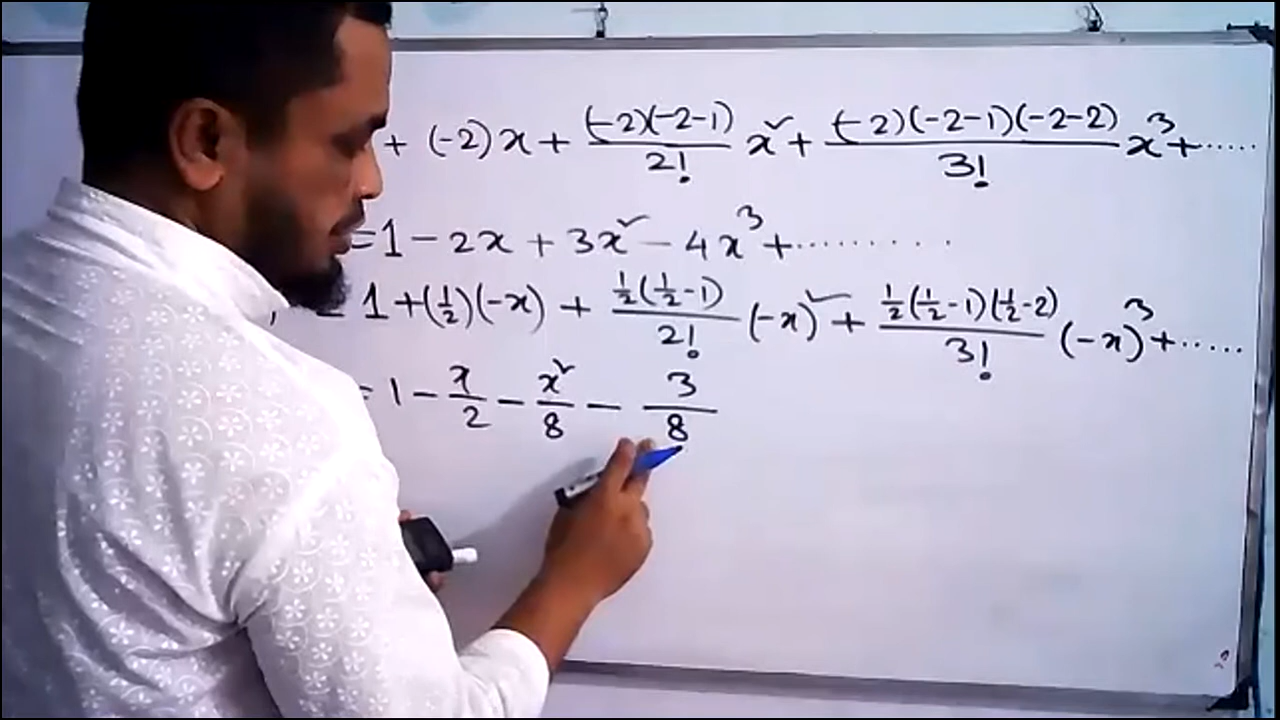 + (-2)x + (-2)(-2-1)/2! x² + (-2)(-2-1)(-2-2)/3! x³ + .....
= 1 - 2x + 3x² - 4x³ + ........
= 1 + (1/2)(-x) + 1/2(1/2-1)/2! (-x)² + 1/2(1/2-1)(1/2-2)/3! (-x)³ + .....
= 1 - x/2 - x²/8 - 3/8